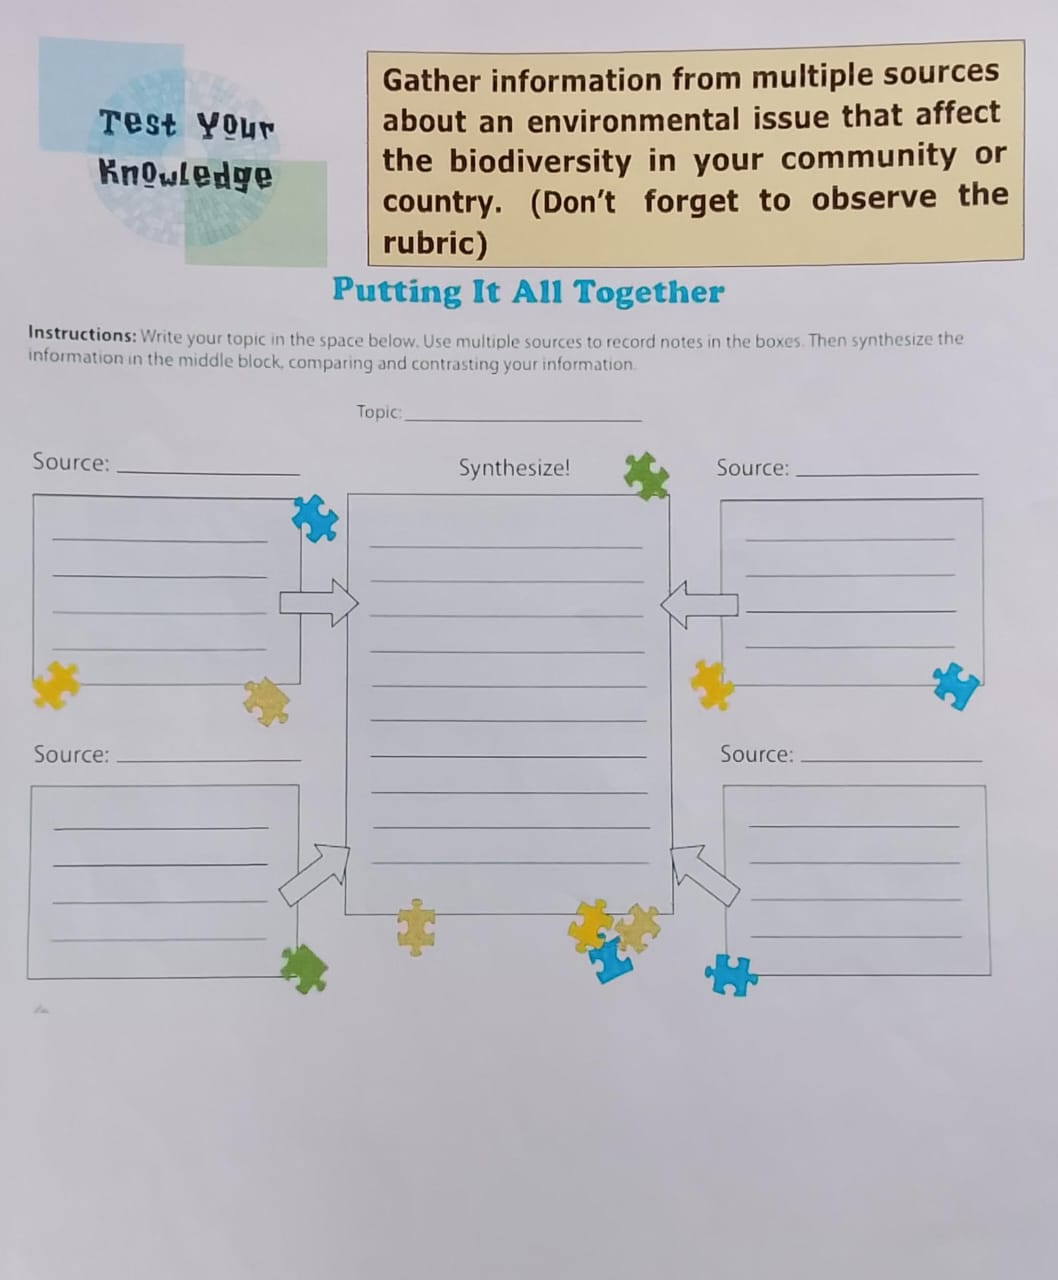 Test Your
Knowledge
Gather information from multiple sources
about an environmental issue that affect
the biodiversity in your community or
country. (Don't forget to observe the
rubric)
Putting It All Together
Instructions: Write your topic in the space below. Use multiple sources to record notes in the boxes. Then synthesize the
information in the middle block, comparing and contrasting your information.
Topic:
Source:
Synthesize!
Source:
Source:
Source: